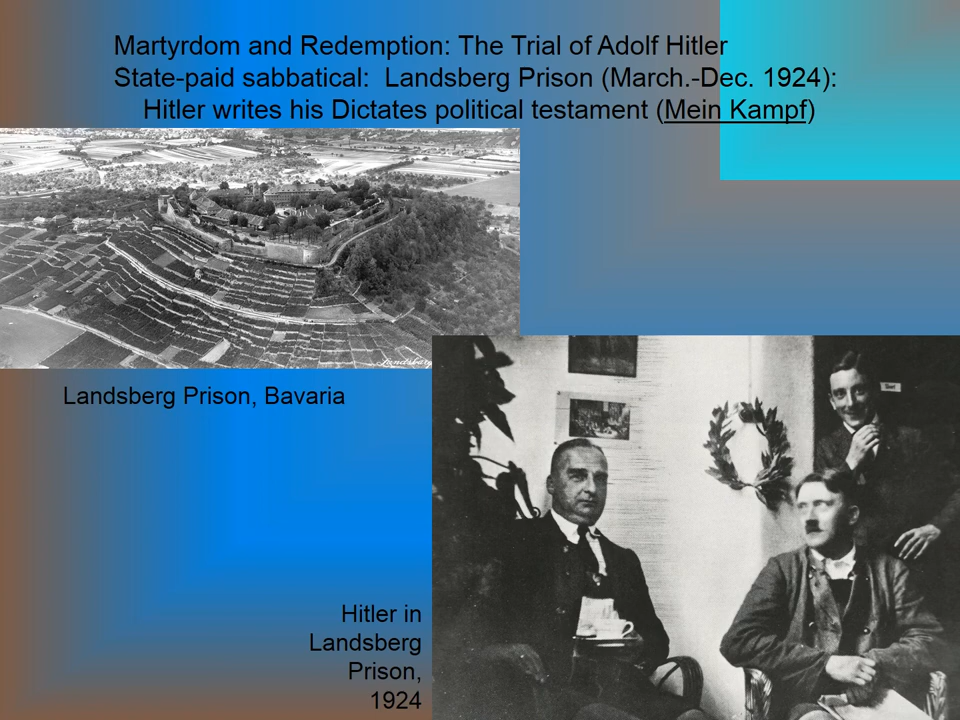 Martyrdom and Redemption: The Trial of Adolf Hitler
State-paid sabbatical: Landsberg Prison (March.-Dec. 1924):
Hitler writes his Dictates political testament (Mein Kampf)
Landsberg Prison, Bavaria
Hitler in
Landsberg
Prison,
1924